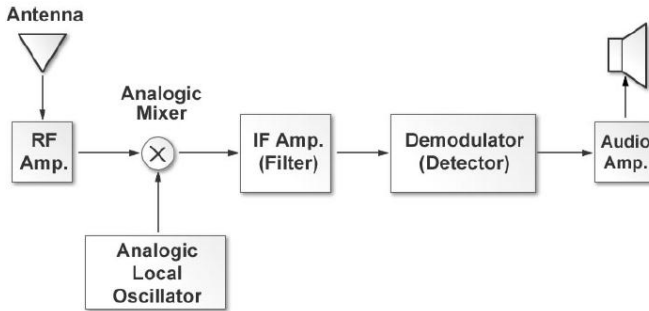 Antenna
RF
Amp.
Analogic
Mixer
X
IF Amp.
(Filter)
Demodulator
(Detector)
Audio
Amp.
Analogic
Local
Oscillator